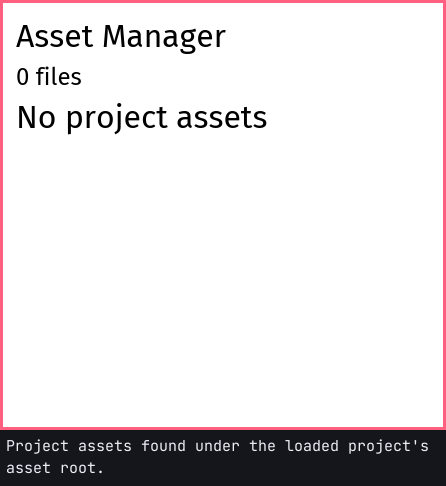 Asset Manager
0 files
No project assets
Project assets found under the loaded project's
asset root.